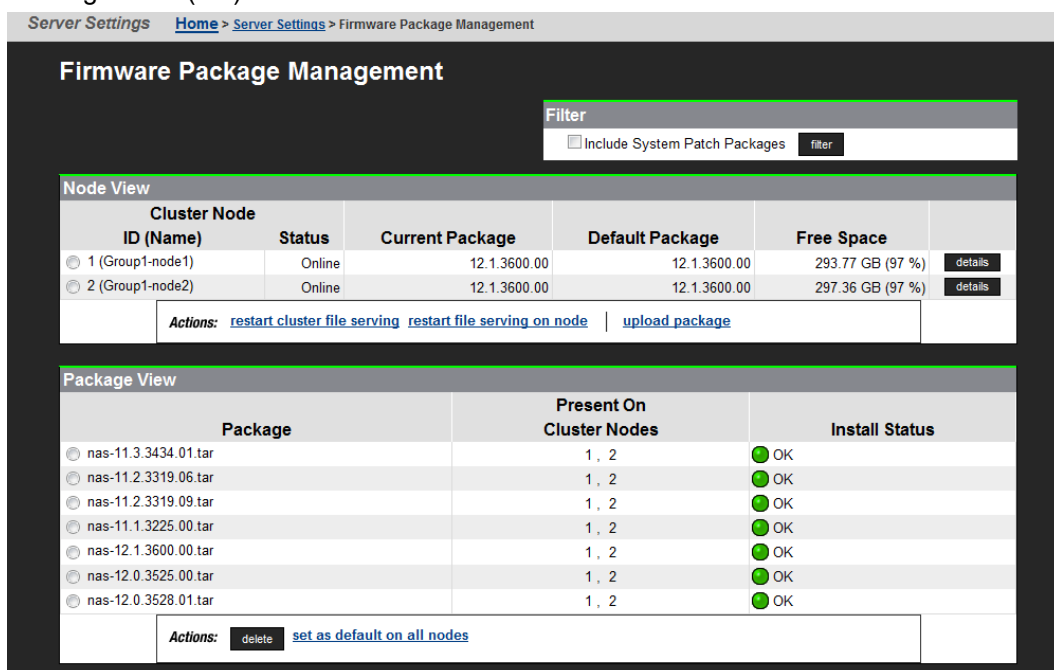 Server Settings Home > Server Settings > Firmware Package Management
Firmware Package Management
Filter
Include System Patch Packages filter
Node View
Cluster Node
ID (Name) Status Current Package Default Package Free Space
1 (Group1-node1) Online 12.1.3600.00 12.1.3600.00 293.77 GB (97 %) details
2 (Group1-node2) Online 12.1.3600.00 12.1.3600.00 297.36 GB (97 %) details
Actions: restart cluster file serving restart file serving on node | upload package
Package View
Present On
Package Cluster Nodes Install Status
nas-11.3.3434.01.tar 1 , 2 OK
nas-11.2.3319.06.tar 1 , 2 OK
nas-11.2.3319.09.tar 1 , 2 OK
nas-11.1.3225.00.tar 1 , 2 OK
nas-12.1.3600.00.tar 1 , 2 OK
nas-12.0.3525.00.tar 1 , 2 OK
nas-12.0.3528.01.tar 1 , 2 OK
Actions: delete set as default on all nodes